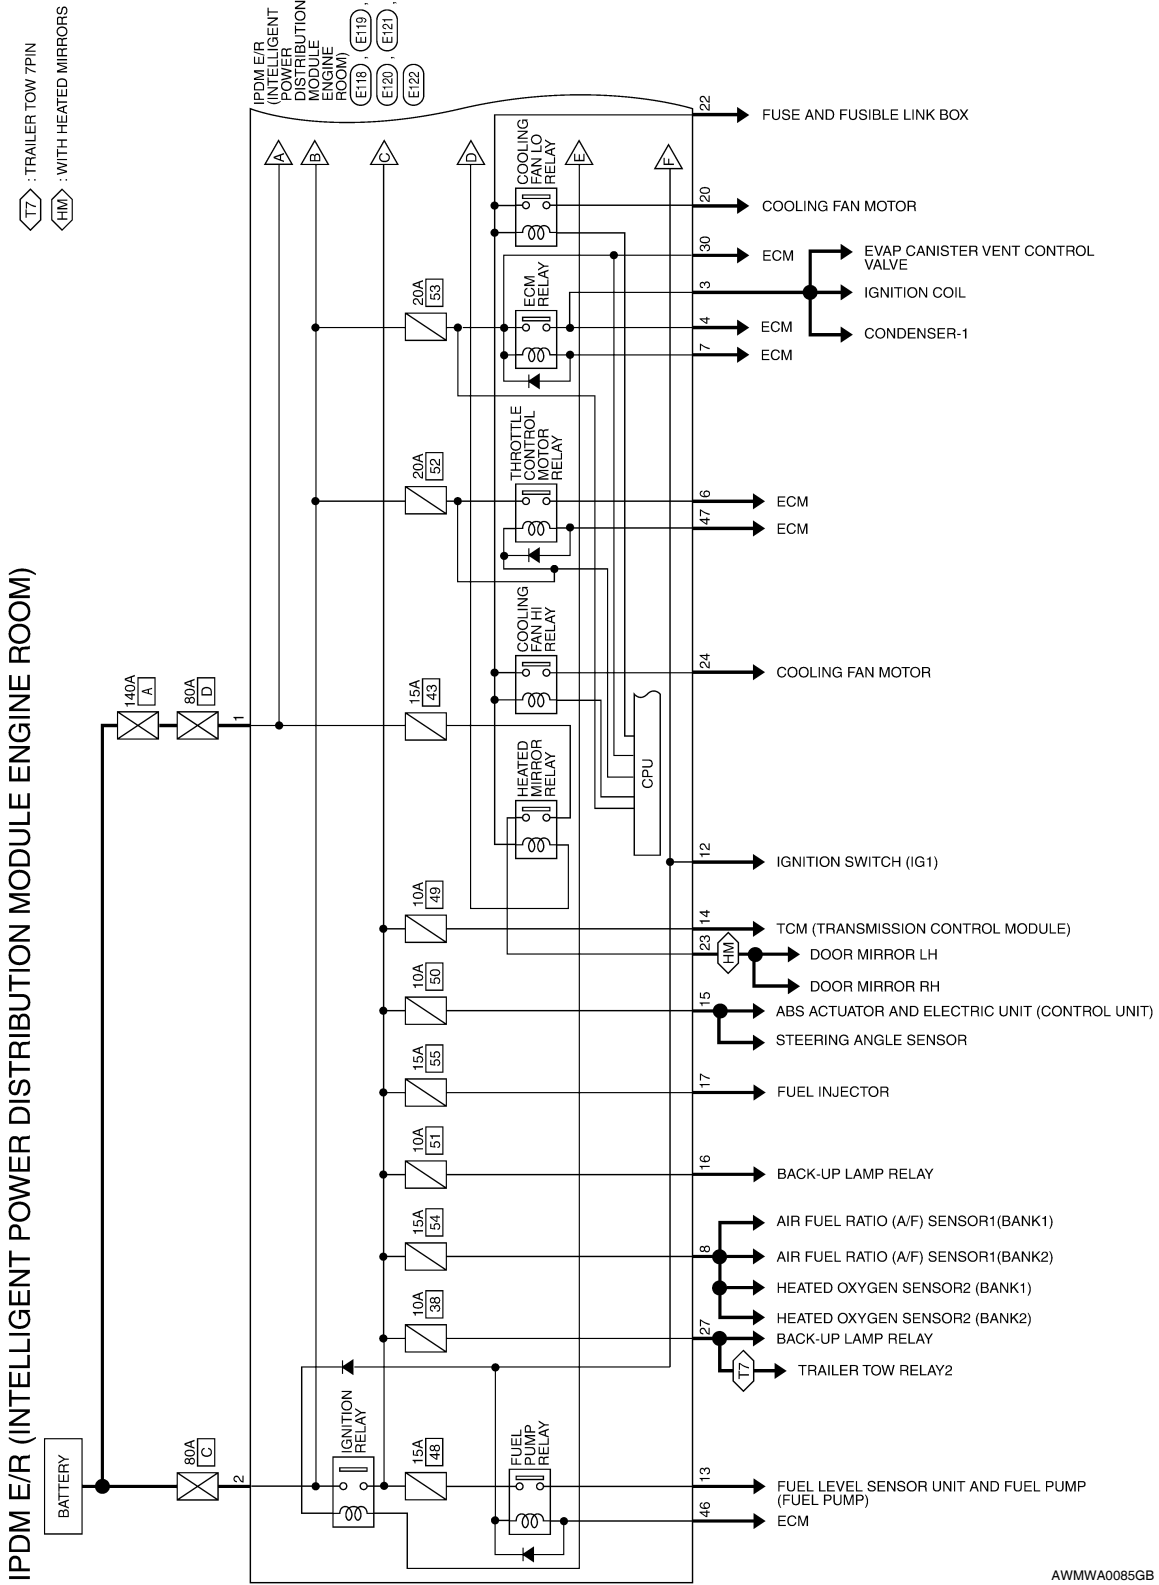 IPDM E/R (INTELLIGENT POWER DISTRIBUTION MODULE ENGINE ROOM)
T7 : TRAILER TOW 7PIN
HM : WITH HEATED MIRRORS
IPDM E/R
(INTELLIGENT
POWER
DISTRIBUTION
MODULE
ENGINE
ROOM)
E118 , E119 ,
E120 , E121 ,
E122
BATTERY
140A
A
80A
D
1
80A
C
2
A
B
C
D
E
F
COOLING
FAN LO
RELAY
22
FUSE AND FUSIBLE LINK BOX
20
COOLING FAN MOTOR
30
ECM
20A
53
ECM
RELAY
3
EVAP CANISTER VENT CONTROL
VALVE
IGNITION COIL
CONDENSER-1
4
ECM
7
ECM
20A
52
THROTTLE
CONTROL
MOTOR
RELAY
6
ECM
47
ECM
COOLING
FAN HI
RELAY
24
COOLING FAN MOTOR
15A
43
HEATED
MIRROR
RELAY
CPU
12
IGNITION SWITCH (IG1)
10A
49
14
TCM (TRANSMISSION CONTROL MODULE)
23
HM
DOOR MIRROR LH
DOOR MIRROR RH
10A
50
15
ABS ACTUATOR AND ELECTRIC UNIT (CONTROL UNIT)
STEERING ANGLE SENSOR
15A
55
17
FUEL INJECTOR
10A
51
16
BACK-UP LAMP RELAY
15A
54
8
AIR FUEL RATIO (A/F) SENSOR1(BANK1)
AIR FUEL RATIO (A/F) SENSOR1(BANK2)
HEATED OXYGEN SENSOR2 (BANK1)
HEATED OXYGEN SENSOR2 (BANK2)
10A
38
27
BACK-UP LAMP RELAY
T7
TRAILER TOW RELAY2
IGNITION
RELAY
15A
48
FUEL
PUMP
RELAY
13
FUEL LEVEL SENSOR UNIT AND FUEL PUMP
(FUEL PUMP)
46
ECM
AWMWA0085GB